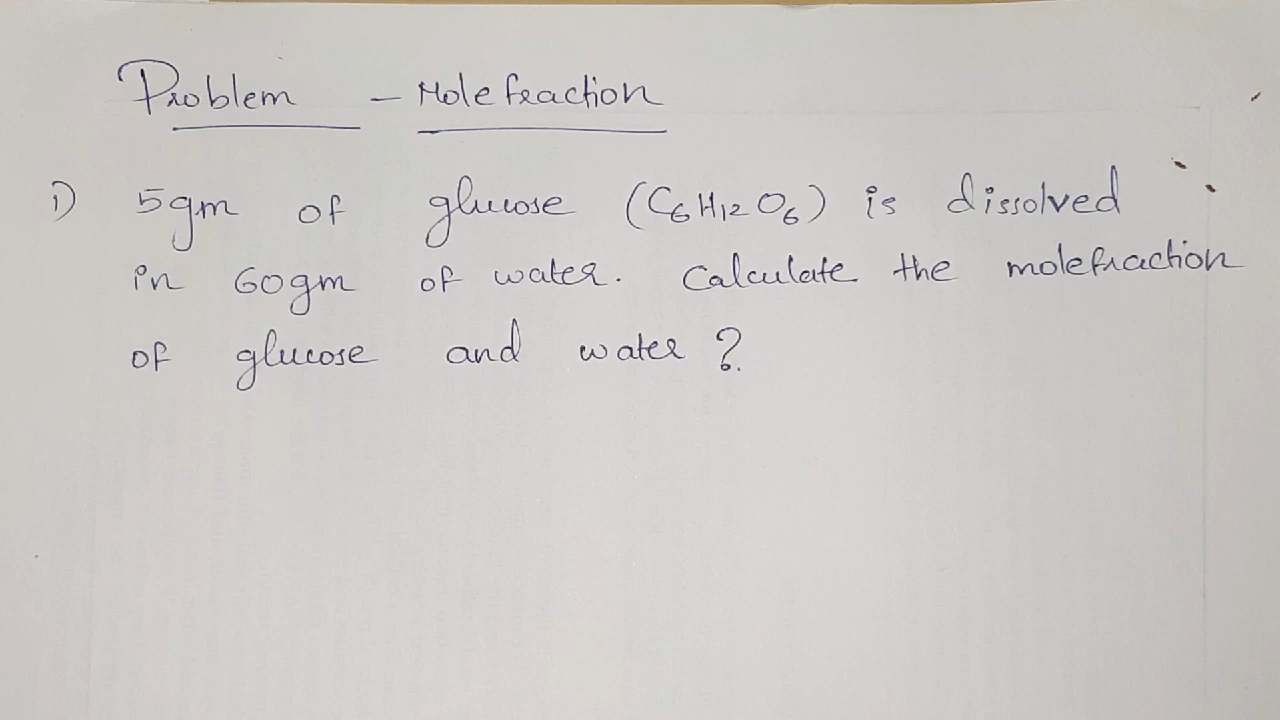 Problem - Mole fraction
1) 5gm of glucose (C₆H₁₂O₆) is dissolved
in 60gm of water. Calculate the molefraction
of glucose and water ?